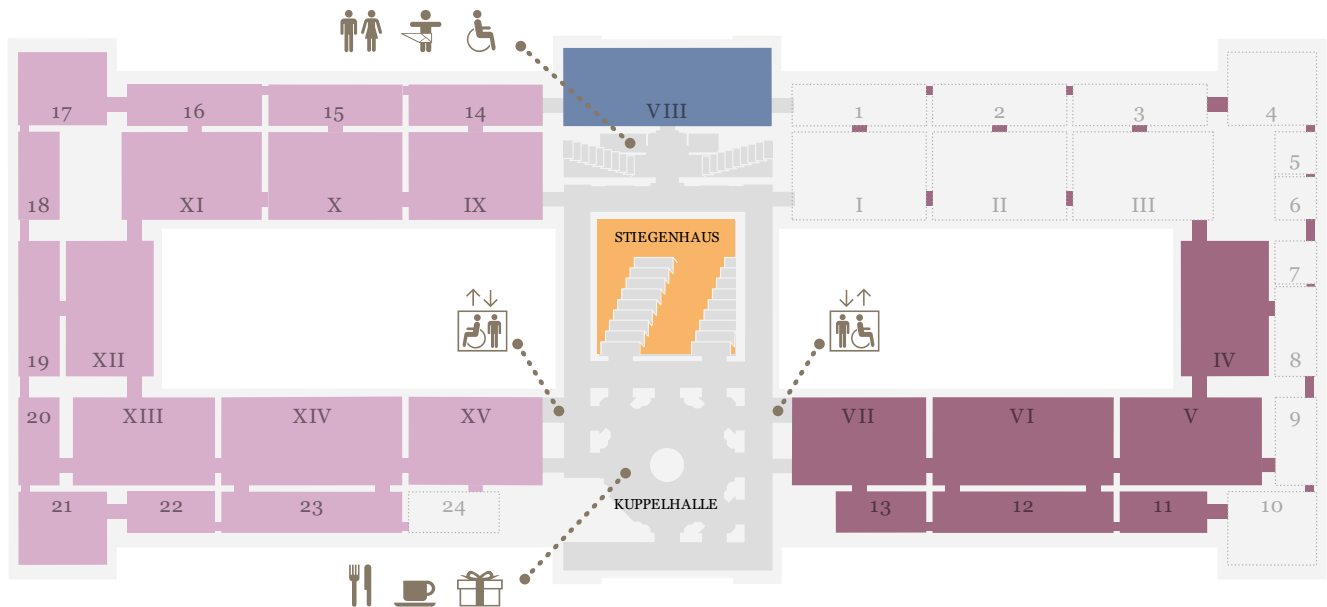 17 16 15 14 VIII 1 2 3 4
5
18 XI X IX I II III 6
STIEGENHAUS
7
19 XII IV 8
20 XIII XIV XV VII VI V 9
21 22 23 24 KUPPELHALLE 13 12 11 10